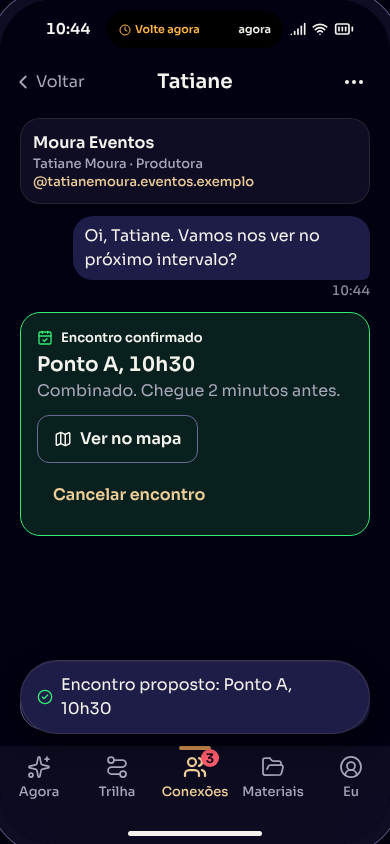 10:44
Volte agora
agora
Voltar
Tatiane
Moura Eventos
Tatiane Moura · Produtora
@tatianemoura.eventos.exemplo
Oi, Tatiane. Vamos nos ver no
próximo intervalo?
10:44
Encontro confirmado
Ponto A, 10h30
Combinado. Chegue 2 minutos antes.
Ver no mapa
Cancelar encontro
Encontro proposto: Ponto A,
10h30
3
Agora
Trilha
Conexões
Materiais
Eu